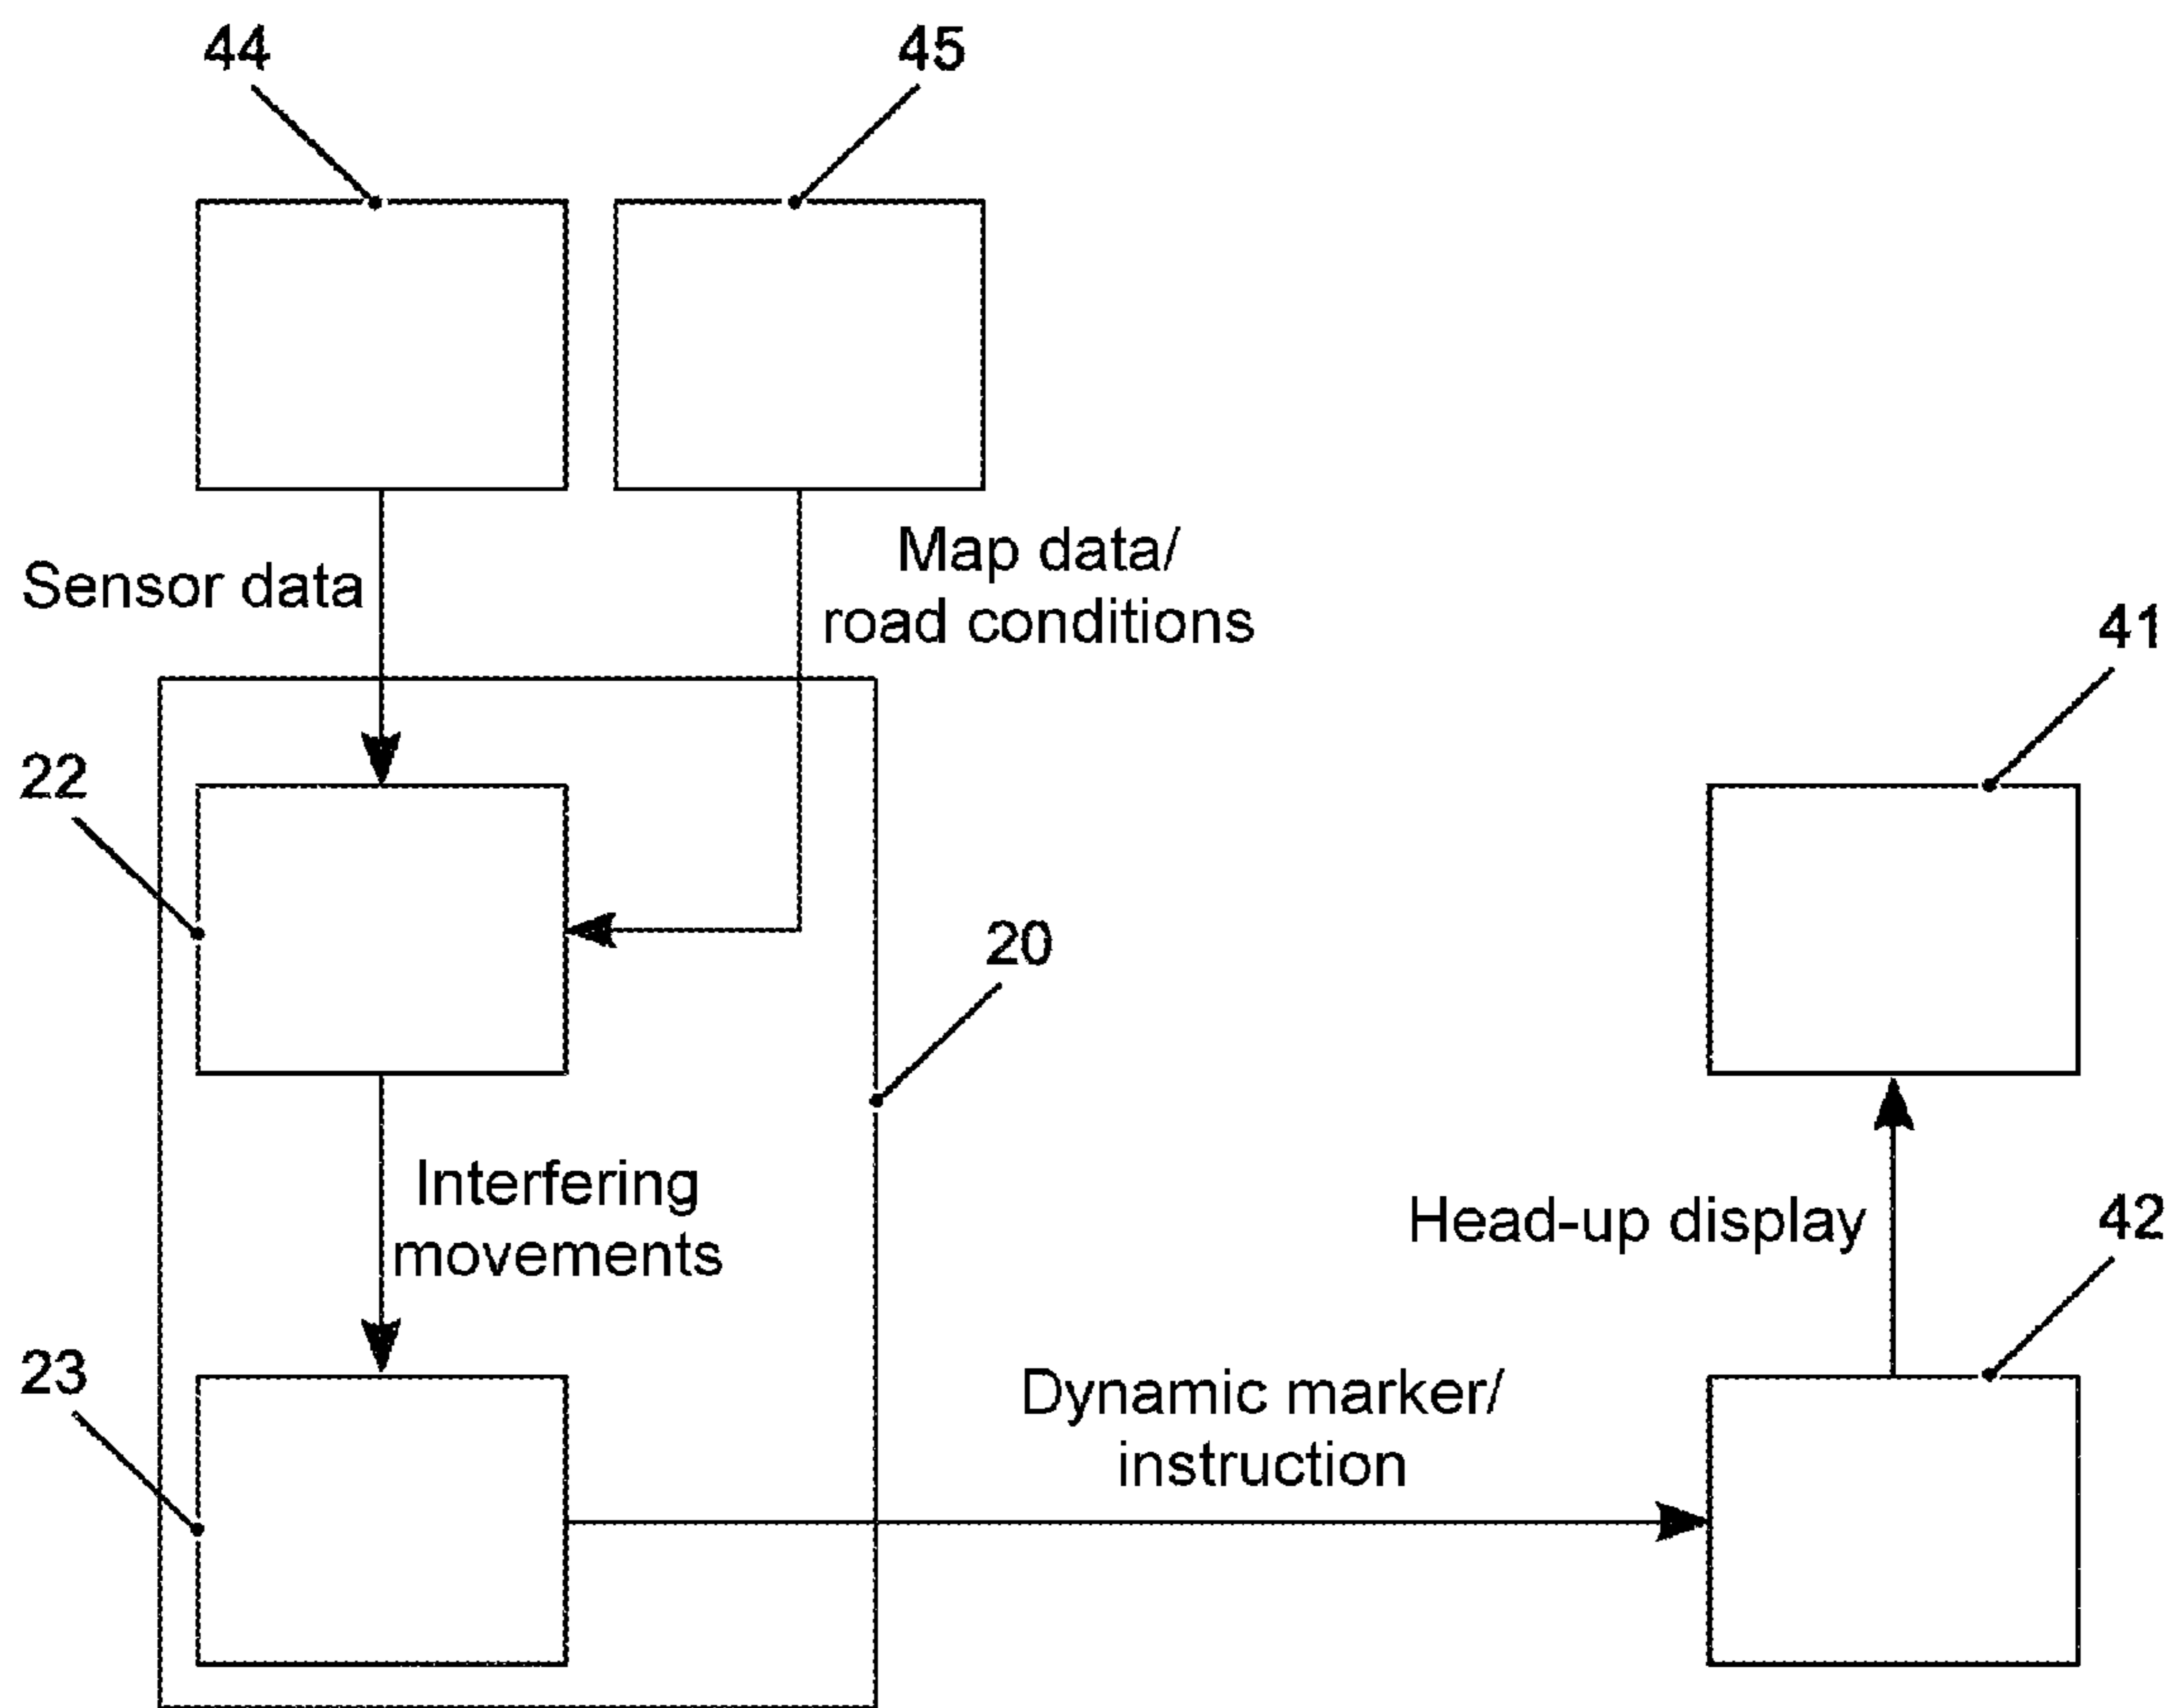 44
45
Sensor data
Map data/
road conditions
41
22
20
Interfering
movements
Head-up display
42
23
Dynamic marker/
instruction